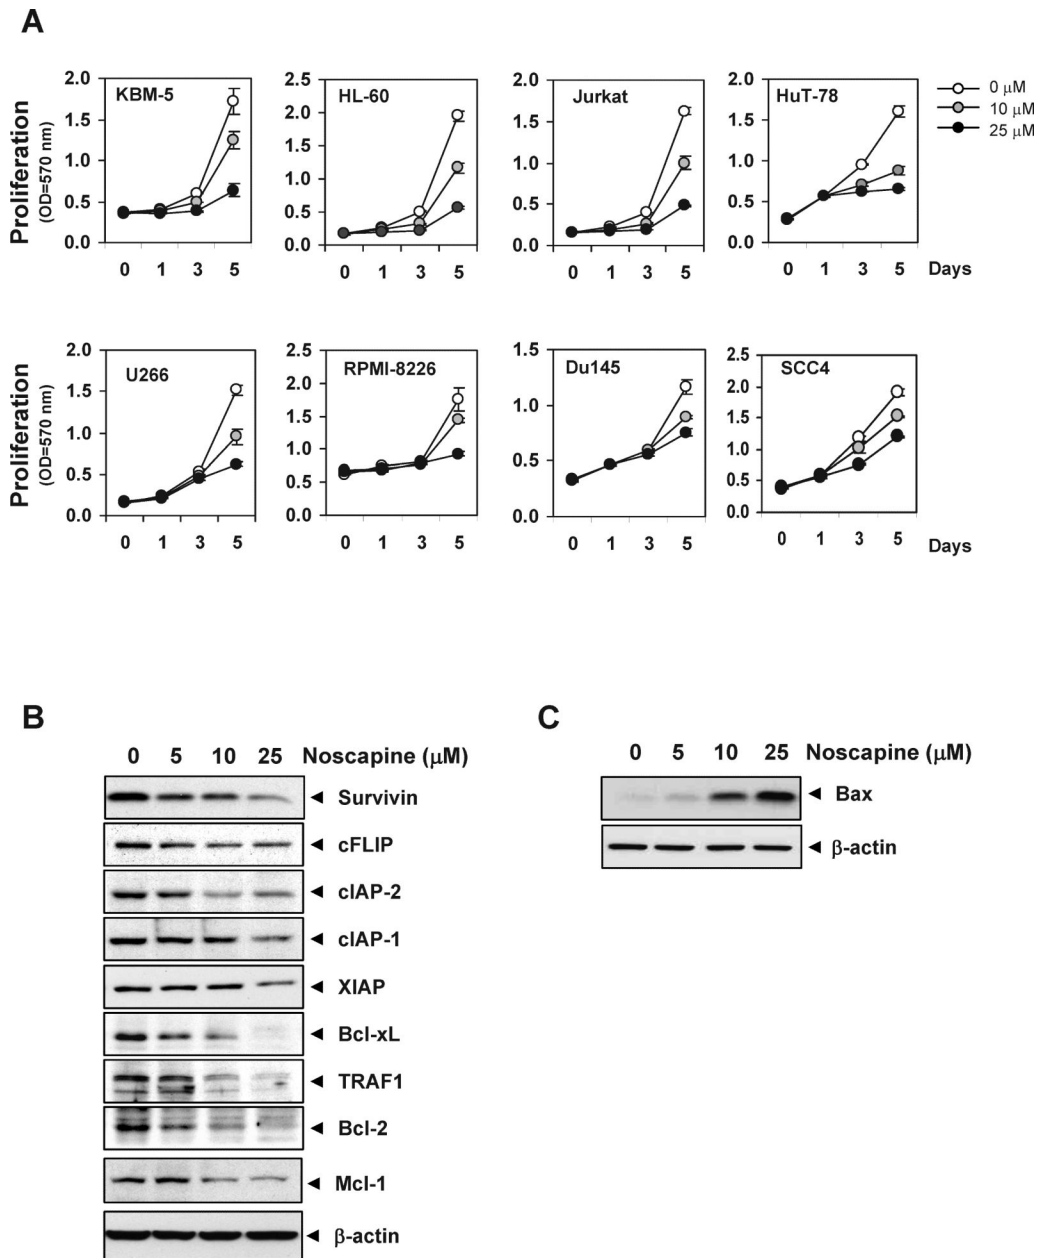 A
KBM-5
HL-60
Jurkat
HuT-78
0 μM
10 μM
25 μM
Proliferation
(OD=570 nm)
2.0
1.5
1.0
0.5
0.0
2.5
2.0
1.5
1.0
0.5
0.0
2.0
1.5
1.0
0.5
0.0
2.0
1.5
1.0
0.5
0.0
0 1 3 5
0 1 3 5
0 1 3 5
0 1 3 5 Days
U266
RPMI-8226
Du145
SCC4
Proliferation
(OD=570 nm)
2.0
1.5
1.0
0.5
0.0
2.5
2.0
1.5
1.0
0.5
0.0
1.5
1.0
0.5
0.0
2.5
2.0
1.5
1.0
0.5
0.0
0 1 3 5
0 1 3 5
0 1 3 5
0 1 3 5 Days
B
0 5 10 25 Noscapine (μM)
Survivin
cFLIP
cIAP-2
cIAP-1
XIAP
Bcl-xL
TRAF1
Bcl-2
Mcl-1
β-actin
C
0 5 10 25 Noscapine (μM)
Bax
β-actin